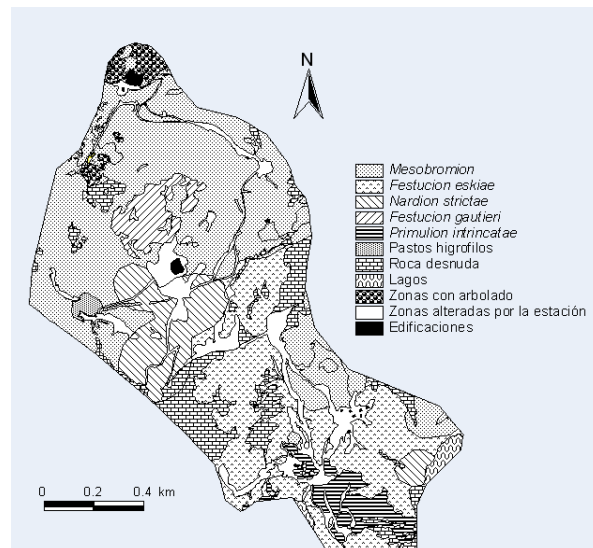 N
Mesobromion
Festucion eskiae
Nardion strictae
Festucion gautieri
Primulion intrincatae
Pastos higrofilos
Roca desnuda
Lagos
Zonas con arbolado
Zonas alteradas por la estación
Edificaciones
0 0.2 0.4 km